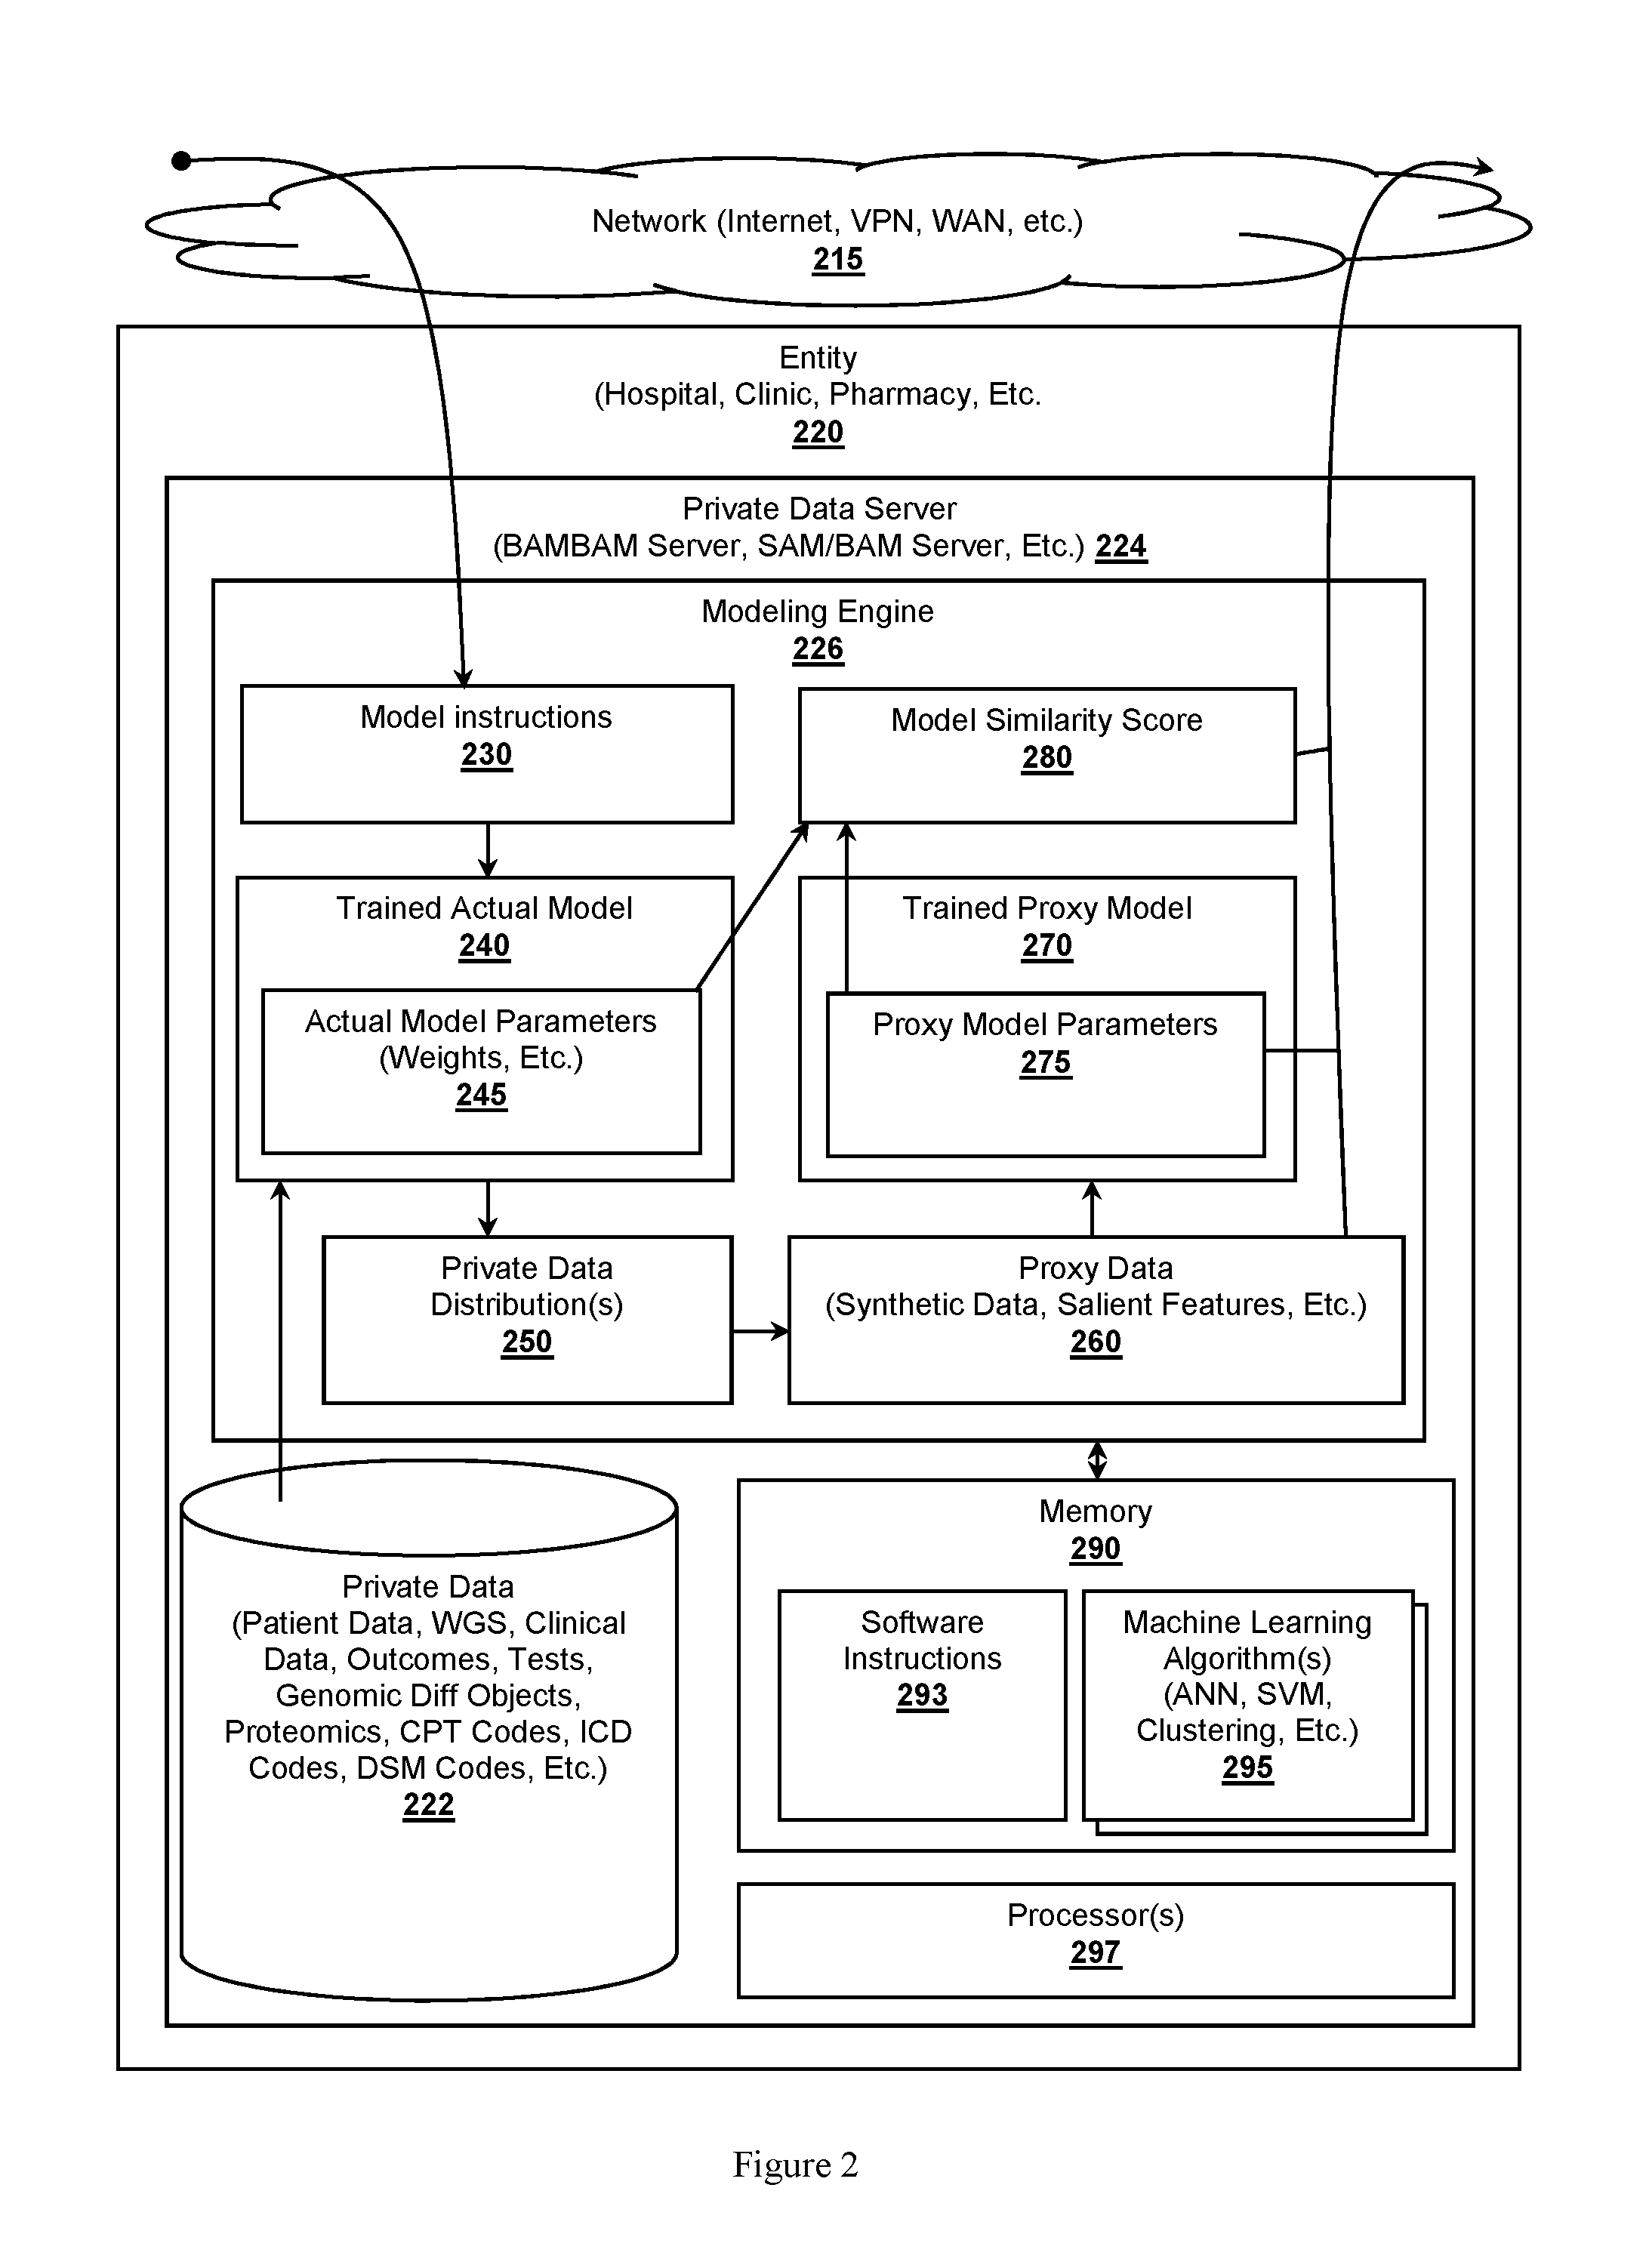 Network (Internet, VPN, WAN, etc.)
215
Entity
(Hospital, Clinic, Pharmacy, Etc.
220
Private Data Server
(BAMBAM Server, SAM/BAM Server, Etc.) 224
Modeling Engine
226
Model instructions
230
Model Similarity Score
280
Trained Actual Model
240
Actual Model Parameters
(Weights, Etc.)
245
Trained Proxy Model
270
Proxy Model Parameters
275
Private Data
Distribution(s)
250
Proxy Data
(Synthetic Data, Salient Features, Etc.)
260
Private Data
(Patient Data, WGS, Clinical
Data, Outcomes, Tests,
Genomic Diff Objects,
Proteomics, CPT Codes, ICD
Codes, DSM Codes, Etc.)
222
Memory
290
Software
Instructions
293
Machine Learning
Algorithm(s)
(ANN, SVM,
Clustering, Etc.)
295
Processor(s)
297
Figure 2